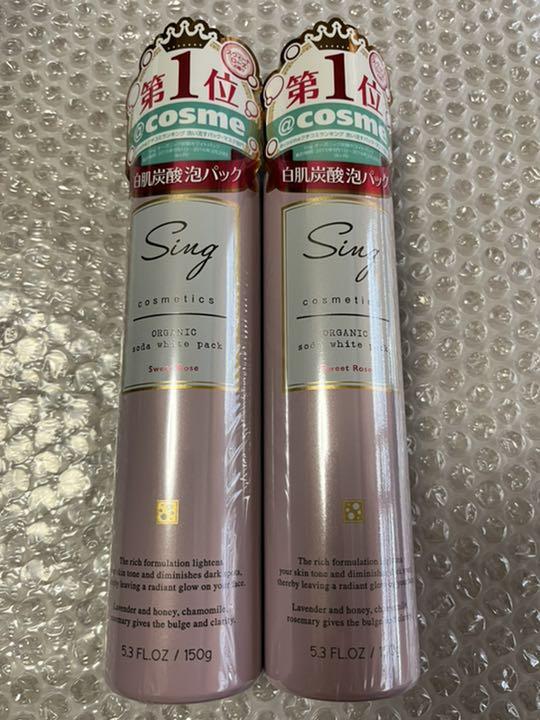 第1位
@cosme
白肌炭酸泡パック
Sing
cosmetics
ORGANIC
soda white pack
Sweet Rose
The rich formulation lightens
skin tone and diminishes dark spots,
leaving a radiant glow on your face.
Lavender and honey, chamomile,
rosemary gives the bulge and clarity.
5.3 FL.OZ / 150g
第1位
@cosme
白肌炭酸泡パック
Sing
cosmetics
ORGANIC
soda white pack
Sweet Rose
The rich formulation lightens
your skin tone and diminishes
thereby leaving a radiant glow on your
Lavender and honey,
rosemary gives the bulge and
5.3 FL.OZ /